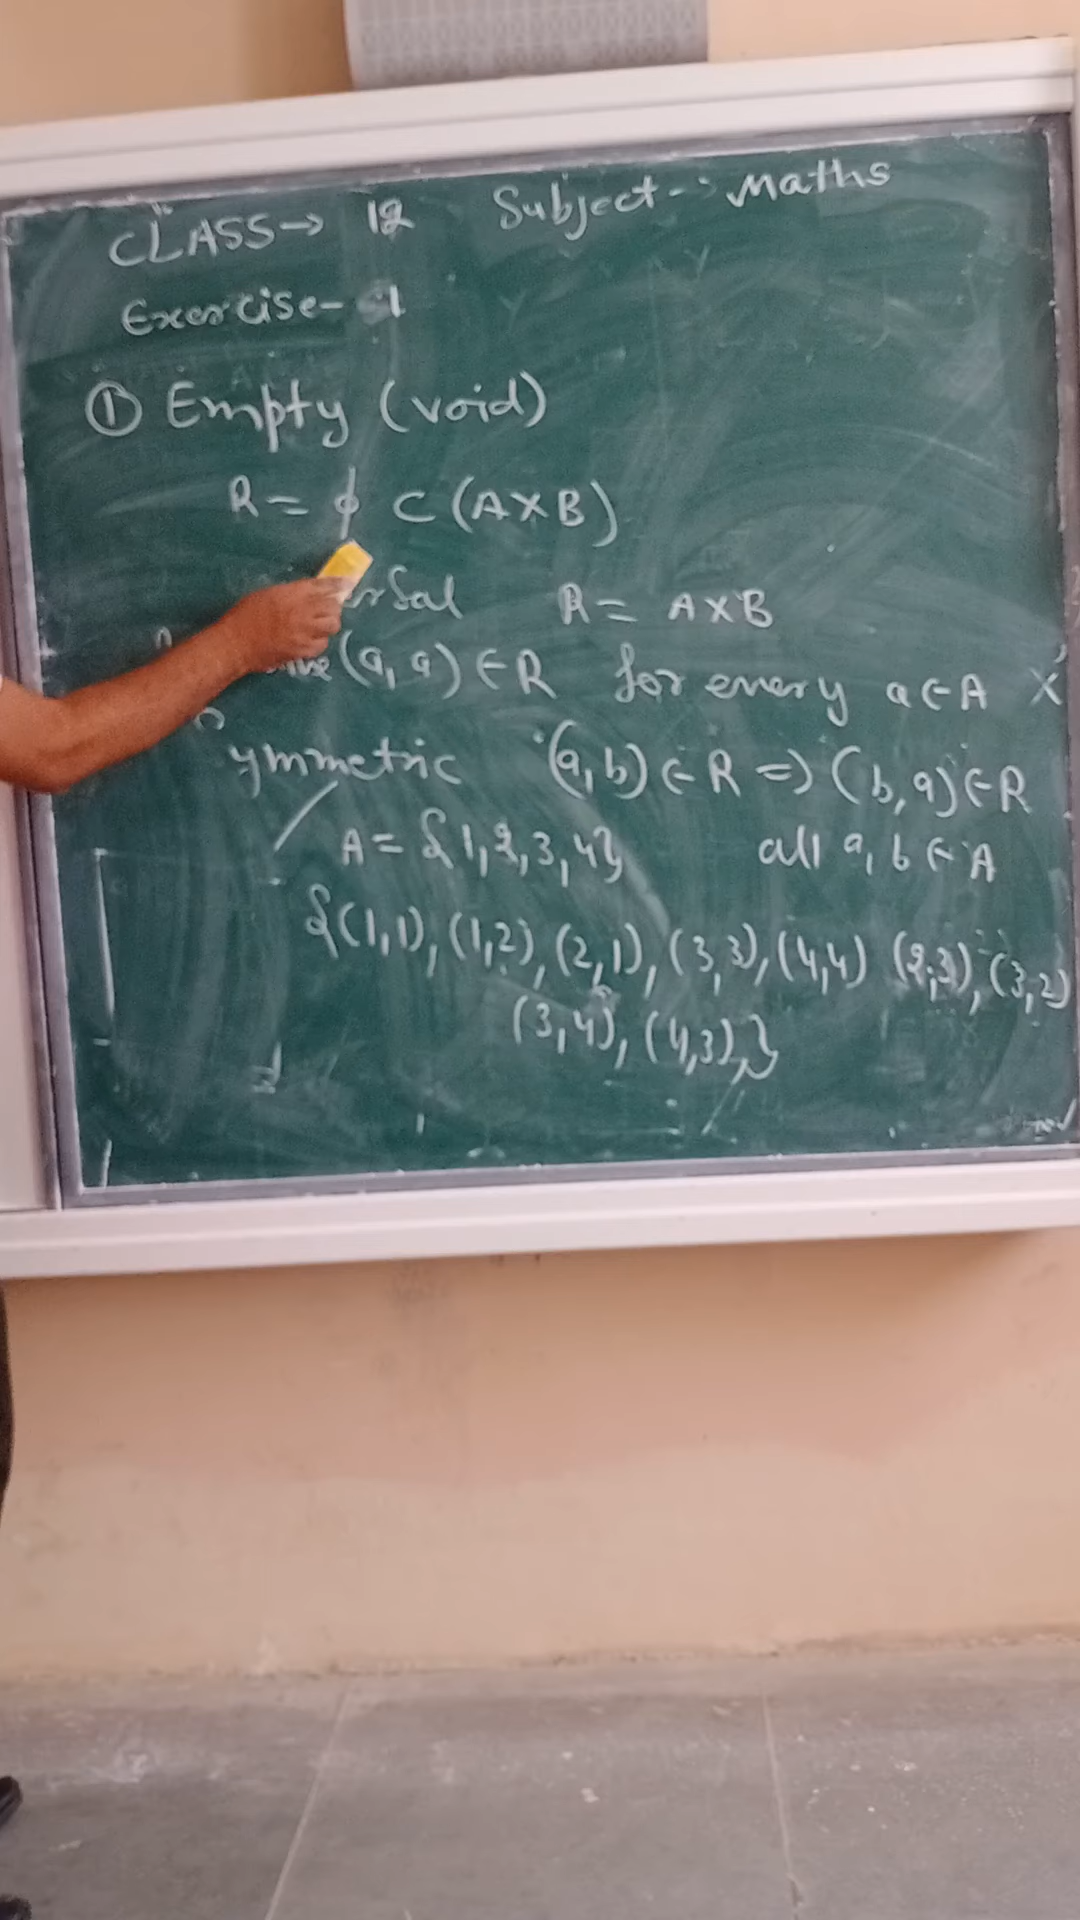 CLASS→ 12 Subject-: Maths
Exercise- 1
① Empty (void)
R = ϕ ⊂ (A×B)
rsal R = A×B
(a, a) ∈ R for every a ∈ A X
ymmetric (a, b) ∈ R => (b, a) ∈ R
A = {1, 2, 3, 4} all a, b ∈ A
{(1,1), (1,2), (2,1), (3,3), (4,4) (2,3), (3,2)
(3,4), (4,3),}